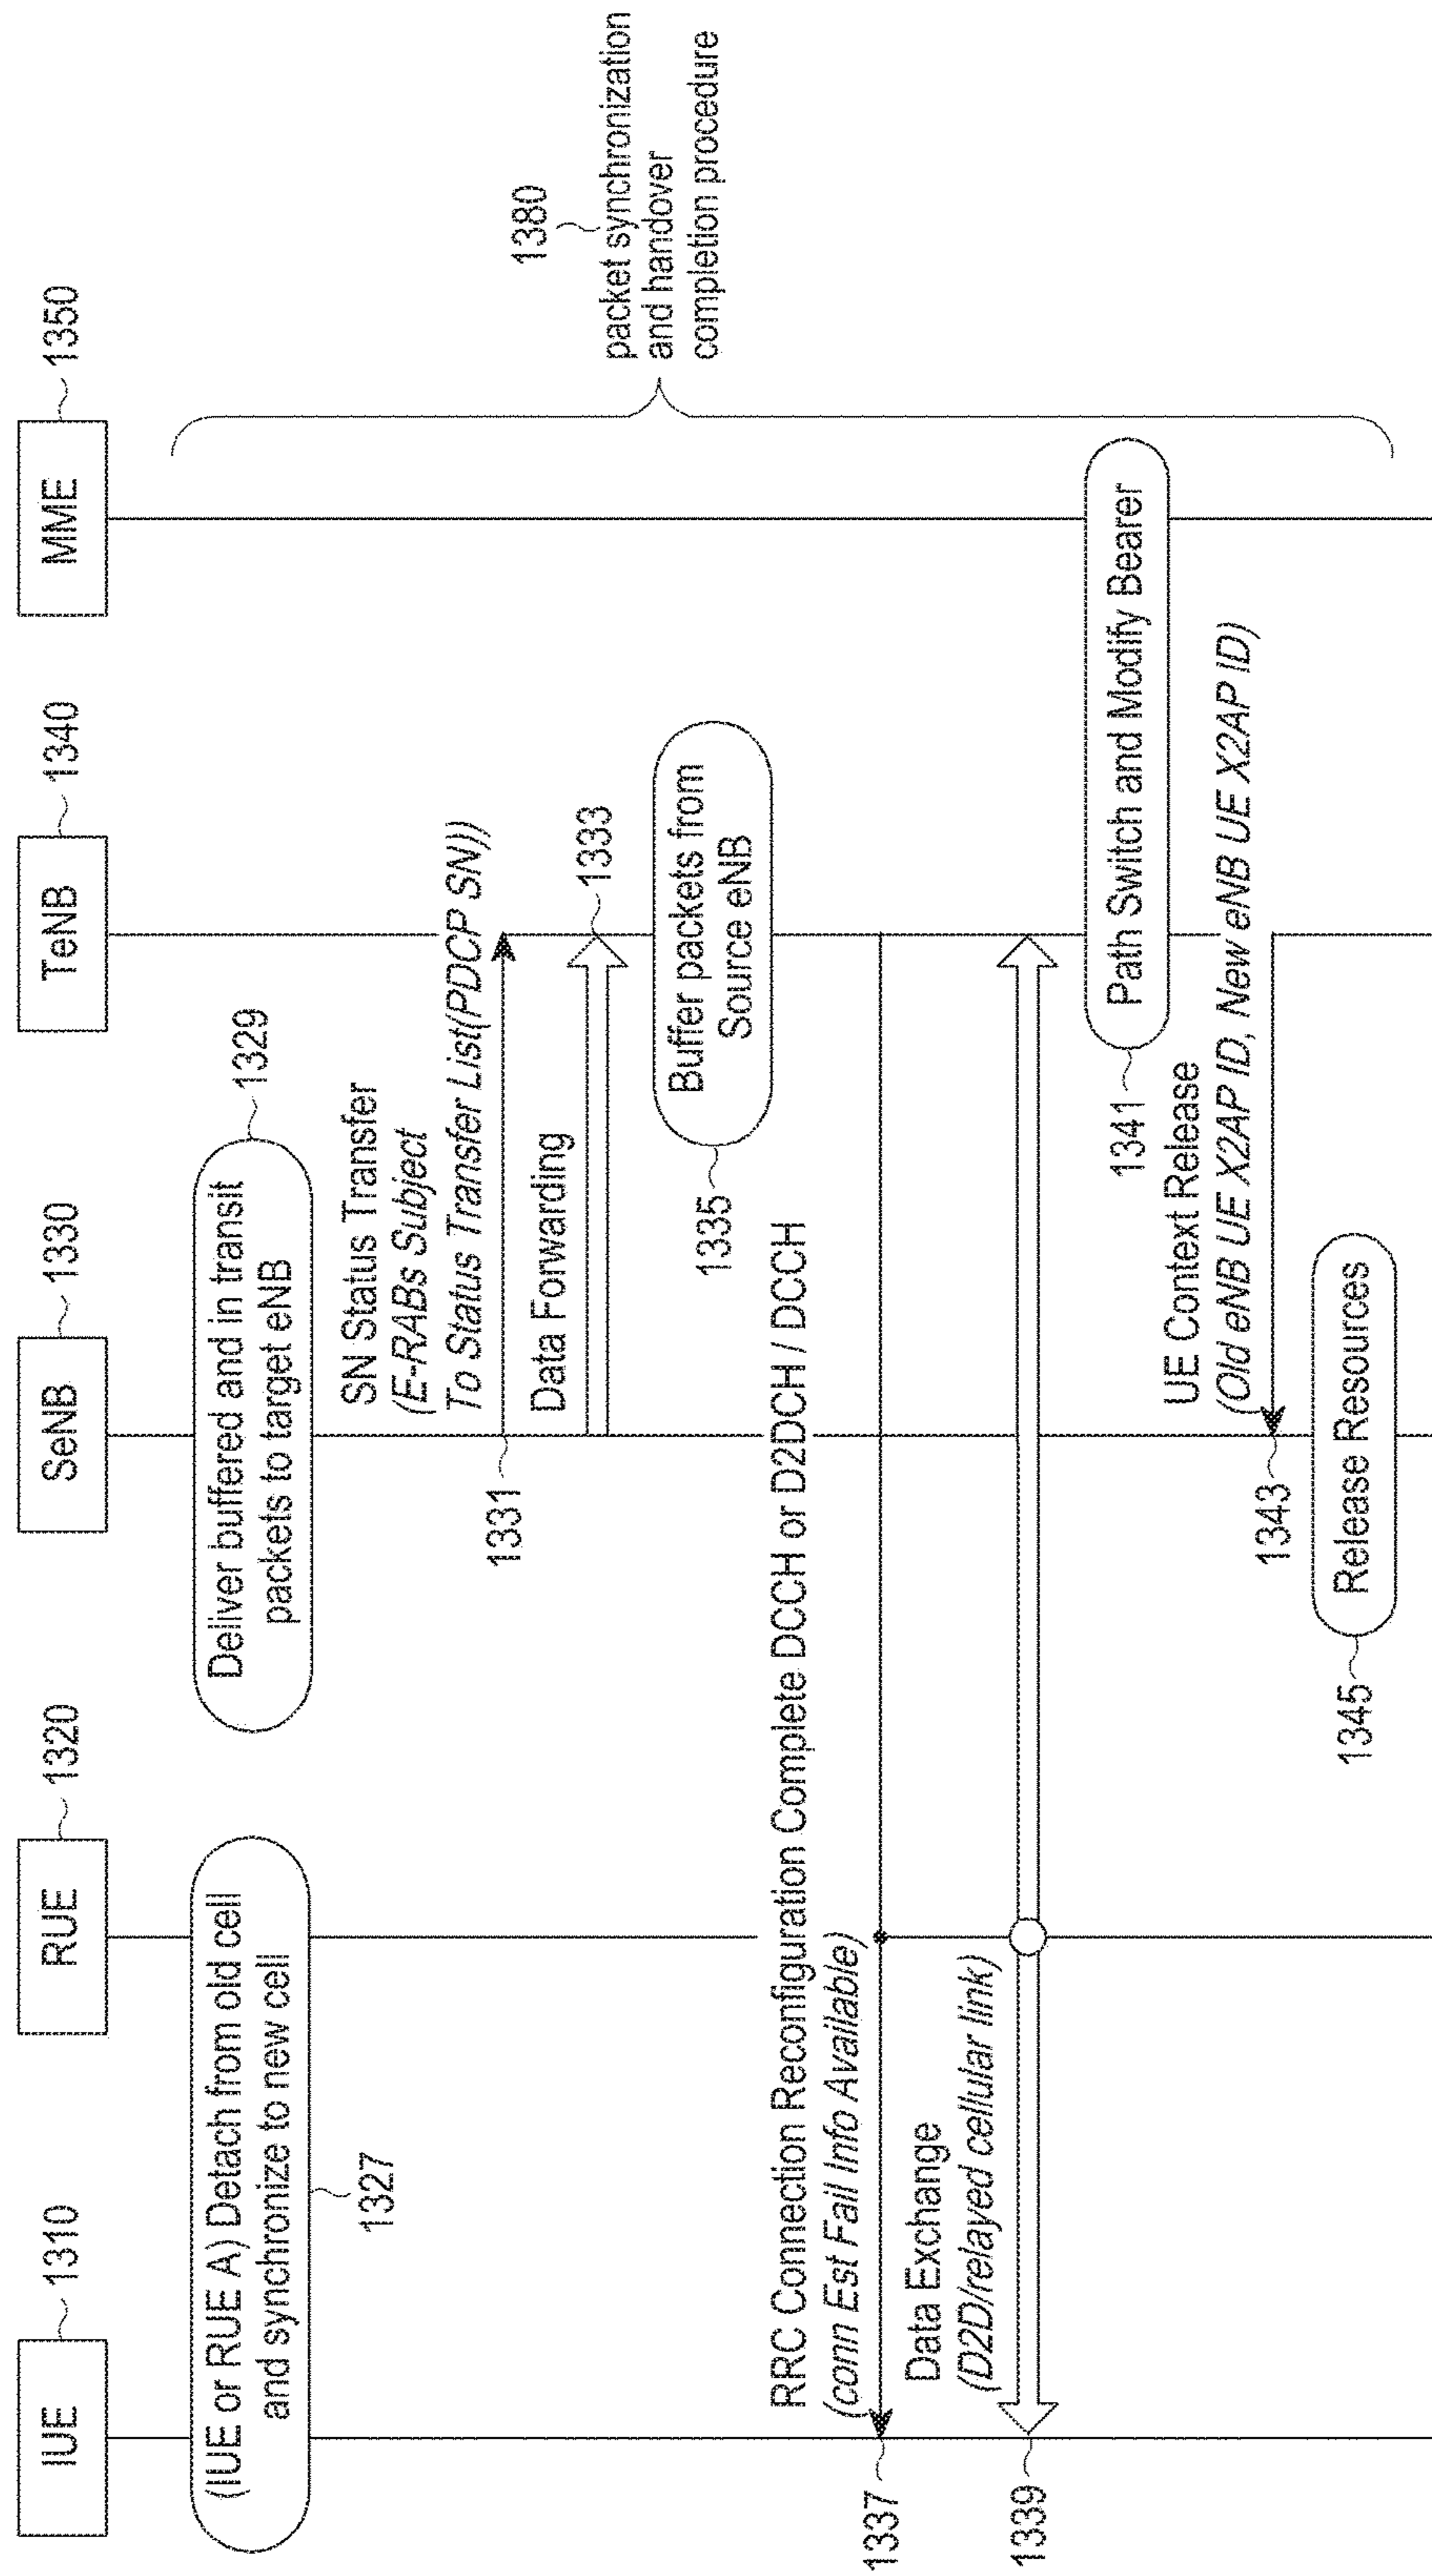 IUE
1310
RUE
1320
SeNB
1330
TeNB
1340
MME
1350
(IUE or RUE A) Detach from old cell
and synchronize to new cell
1327
Deliver buffered and in transit
packets to target eNB
1329
SN Status Transfer
(E-RABs Subject
To Status Transfer List(PDCP SN))
1331
Data Forwarding
1333
Buffer packets from
Source eNB
1335
RRC Connection Reconfiguration Complete DCCH or D2DCH / DCCH
(conn Est Fail Info Available)
1337
Data Exchange
(D2D/relayed cellular link)
1339
Path Switch and Modify Bearer
1341
UE Context Release
(Old eNB UE X2AP ID, New eNB UE X2AP ID)
1343
Release Resources
1345
1380
packet synchronization
and handover
completion procedure